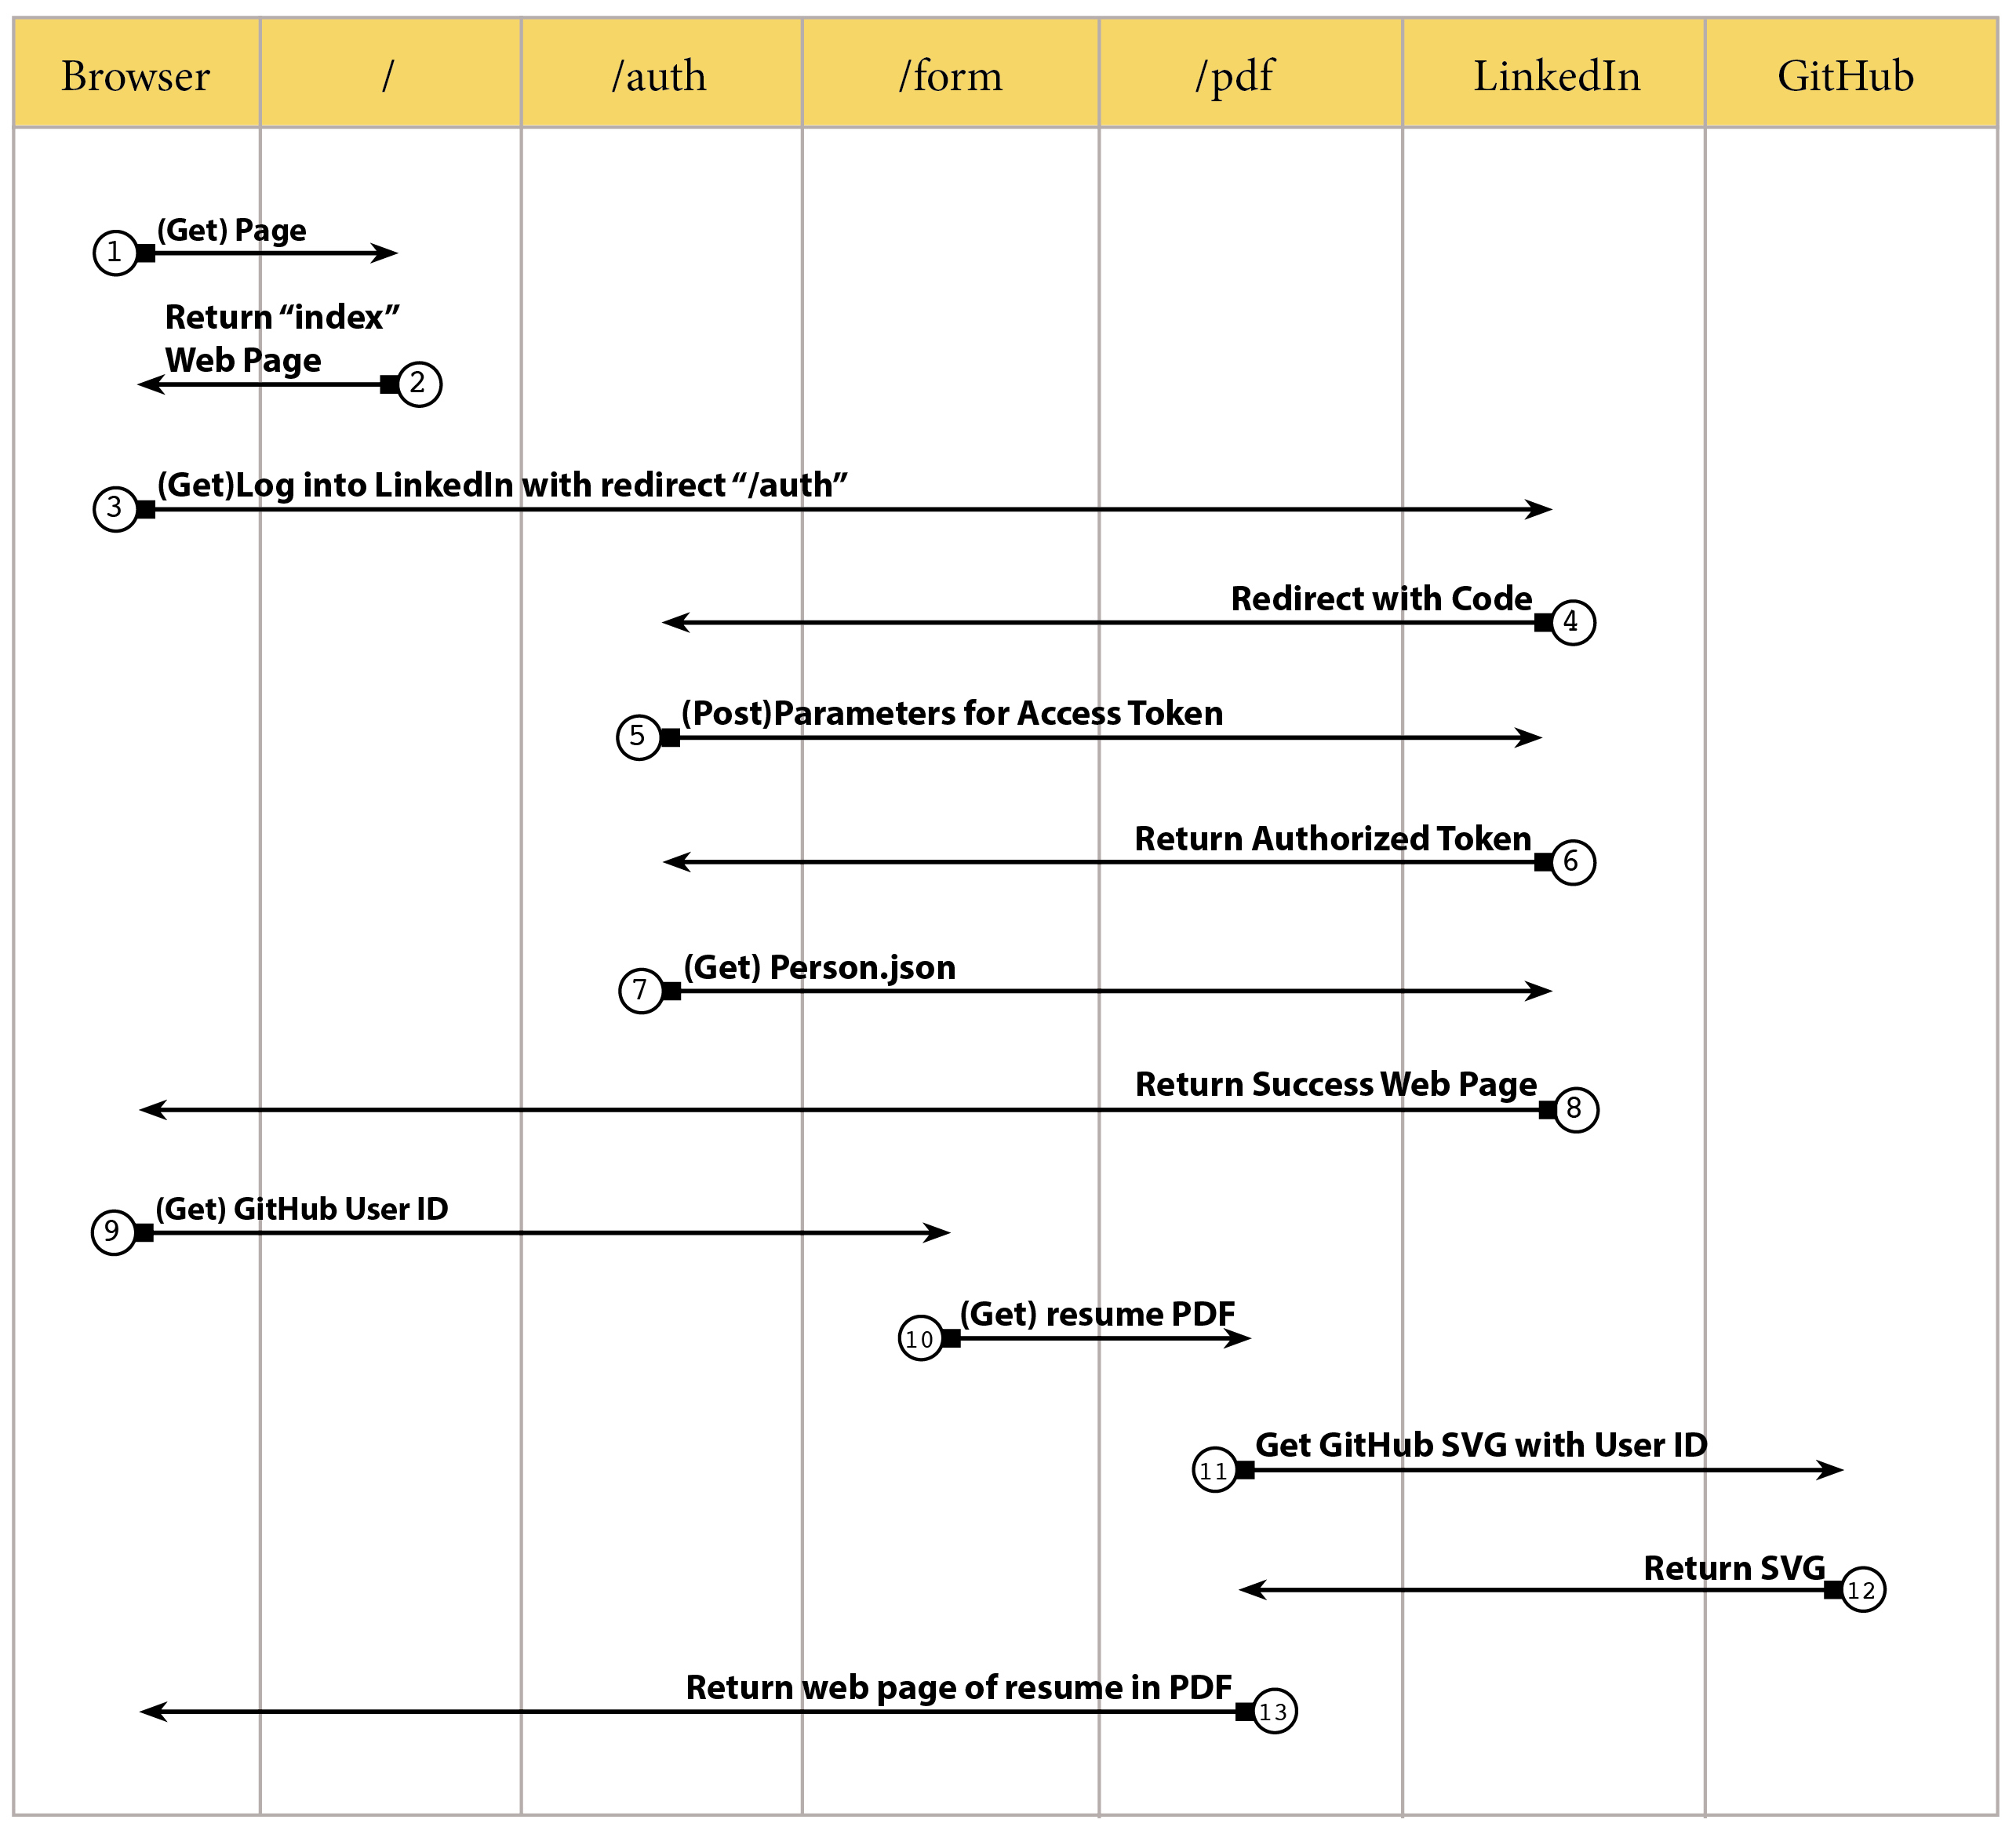 Browser / /auth /form /pdf LinkedIn GitHub
(Get) Page
1
Return “index”
Web Page
2
(Get)Log into LinkedIn with redirect “/auth”
3
Redirect with Code
4
(Post)Parameters for Access Token
5
Return Authorized Token
6
(Get) Person.json
7
Return Success Web Page
8
(Get) GitHub User ID
9
(Get) resume PDF
10
Get GitHub SVG with User ID
11
Return SVG
12
Return web page of resume in PDF
13